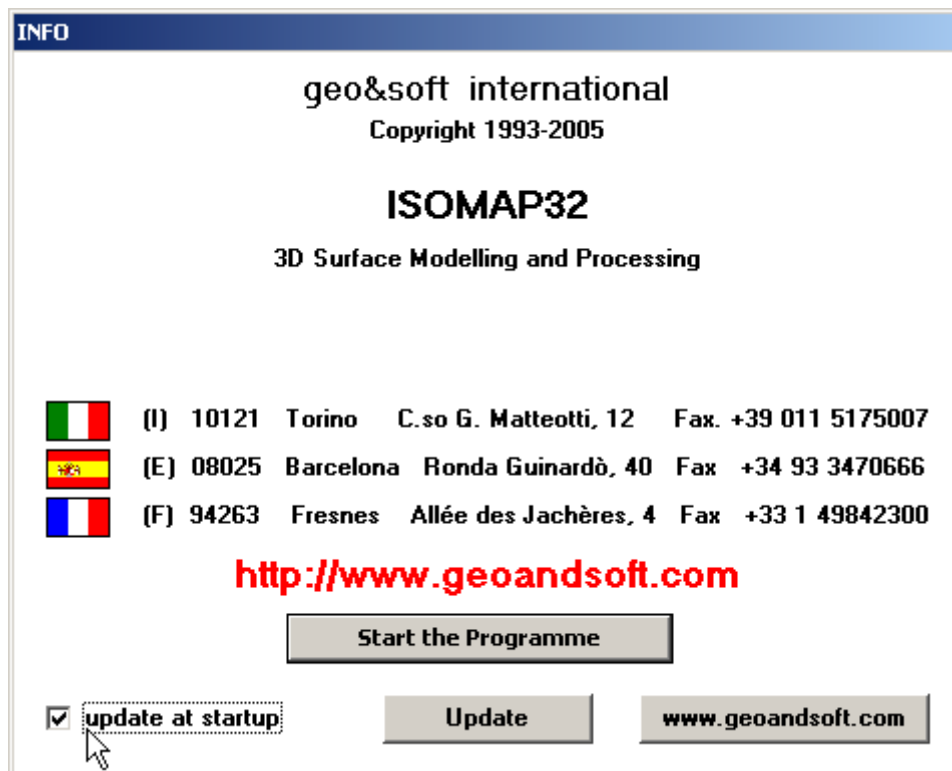 INFO
geo&soft international
Copyright 1993-2005
ISOMAP32
3D Surface Modelling and Processing
(I) 10121 Torino C.so G. Matteotti, 12 Fax. +39 011 5175007
(E) 08025 Barcelona Ronda Guinardò, 40 Fax +34 93 3470666
(F) 94263 Fresnes Allée des Jachères, 4 Fax +33 1 49842300
http://www.geoandsoft.com
Start the Programme
update at startup Update www.geoandsoft.com